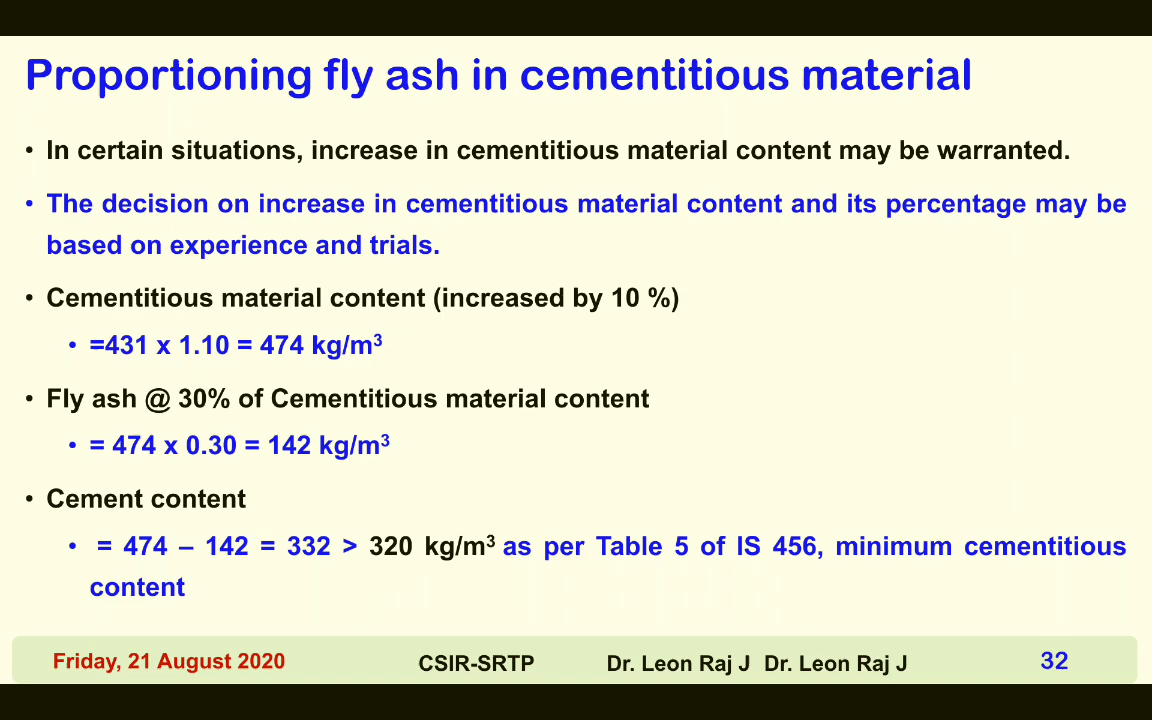 Proportioning fly ash in cementitious material
• In certain situations, increase in cementitious material content may be warranted.
• The decision on increase in cementitious material content and its percentage may be
based on experience and trials.
• Cementitious material content (increased by 10 %)
• =431 x 1.10 = 474 kg/m³
• Fly ash @ 30% of Cementitious material content
• = 474 x 0.30 = 142 kg/m³
• Cement content
• = 474 – 142 = 332 > 320 kg/m³ as per Table 5 of IS 456, minimum cementitious
content
Friday, 21 August 2020 CSIR-SRTP Dr. Leon Raj J Dr. Leon Raj J 32